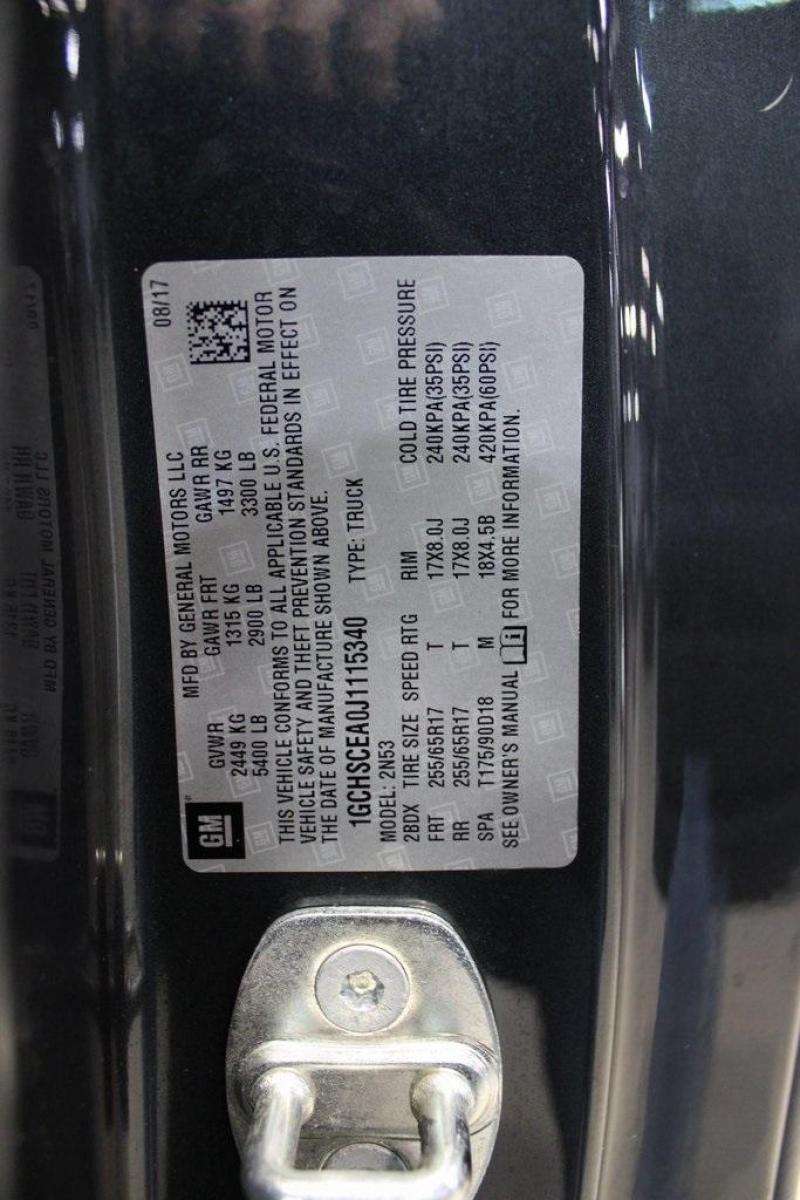 08/17
MFD BY GENERAL MOTORS LLC
GVWR GAWR FRT GAWR RR
2449 KG 1315 KG 1497 KG
5400 LB 2900 LB 3300 LB
GM
THIS VEHICLE CONFORMS TO ALL APPLICABLE U.S. FEDERAL MOTOR
VEHICLE SAFETY AND THEFT PREVENTION STANDARDS IN EFFECT ON
THE DATE OF MANUFACTURE SHOWN ABOVE.
1GCHSCEA0J1115340 TYPE: TRUCK
MODEL: 2N53
2BDX TIRE SIZE SPEED RTG RIM COLD TIRE PRESSURE
FRT 255/65R17 T 17X8.0J 240KPA(35PSI)
RR 255/65R17 T 17X8.0J 240KPA(35PSI)
SPA T175/90D18 M 18X4.5B 420KPA(60PSI)
SEE OWNER'S MANUAL FOR MORE INFORMATION.